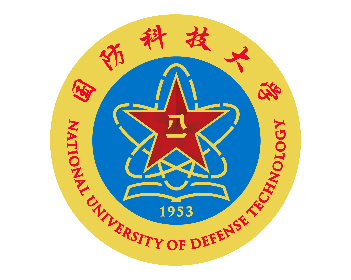 国防科技大学
八一
NATIONAL UNIVERSITY OF DEFENSE TECHNOLOGY
1953